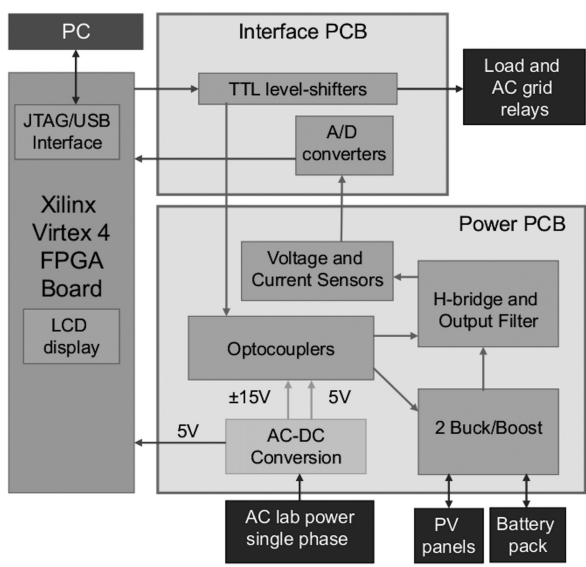 PC
Interface PCB
TTL level-shifters
Load and
AC grid
relays
JTAG/USB
Interface
A/D
converters
Xilinx
Virtex 4
FPGA
Board
Power PCB
Voltage and
Current Sensors
H-bridge and
Output Filter
LCD
display
Optocouplers
±15V
5V
5V
AC-DC
Conversion
2 Buck/Boost
AC lab power
single phase
PV
panels
Battery
pack